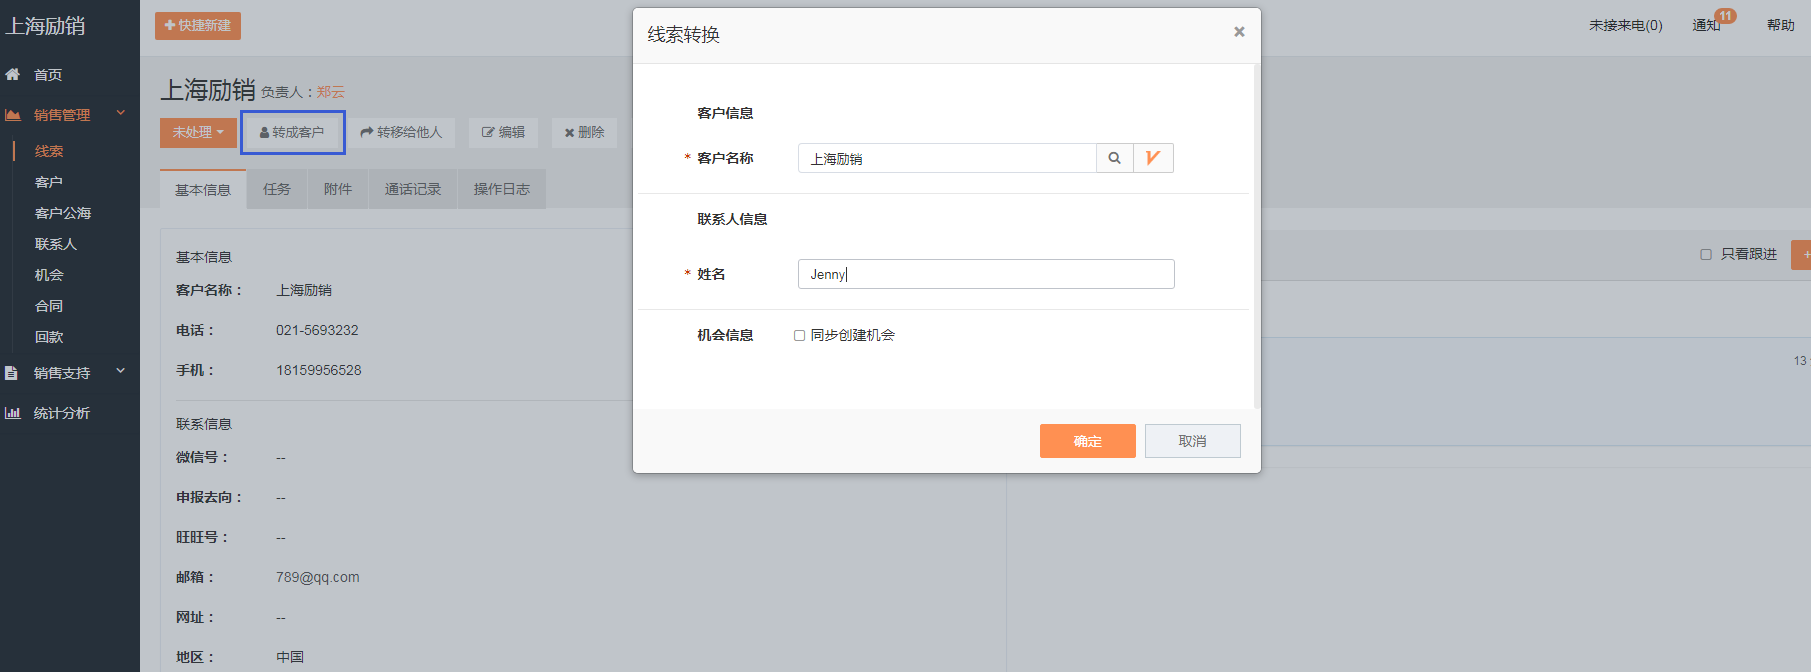 上海励销
首页
销售管理
线索
客户
客户公海
联系人
机会
合同
回款
销售支持
统计分析
快捷新建
未接来电(0)
通知
11
帮助
上海励销 负责人：郑云
未处理
转成客户
转移给他人
编辑
删除
基本信息
任务
附件
通话记录
操作日志
基本信息
客户名称： 上海励销
电话： 021-5693232
手机： 18159956528
联系信息
微信号： --
申报去向： --
旺旺号： --
邮箱： 789@qq.com
网址： --
地区： 中国
只看跟进
+
13
线索转换
×
客户信息
* 客户名称 上海励销
联系人信息
* 姓名 Jenny
机会信息 同步创建机会
确定
取消